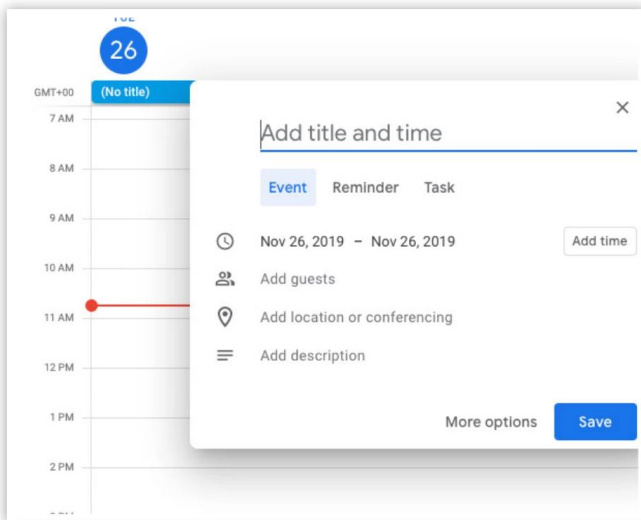 TUE
26
GMT+00
(No title)
7 AM
8 AM
9 AM
10 AM
11 AM
12 PM
1 PM
2 PM
Add title and time
Event Reminder Task
Nov 26, 2019 – Nov 26, 2019 Add time
Add guests
Add location or conferencing
Add description
More options Save